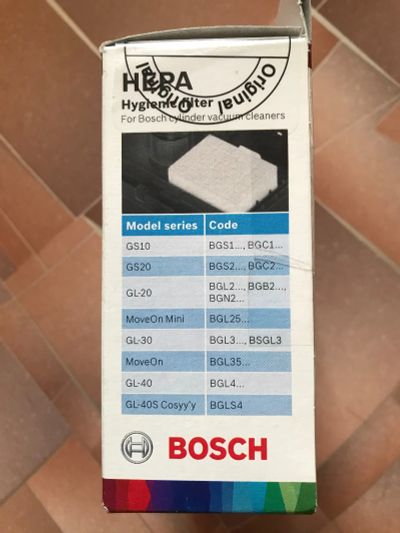 HEPA
Hygiene filter
For Bosch cylinder vacuum cleaners
Original
Original
Model series Code
GS10 BGS1..., BGC1...
GS20 BGS2..., BGC2...
GL-20 BGL2..., BGB2...,
BGN2...
MoveOn Mini BGL25...
GL-30 BGL3..., BSGL3
MoveOn BGL35...
GL-40 BGL4...
GL-40S Cosyy'y BGLS4
BOSCH